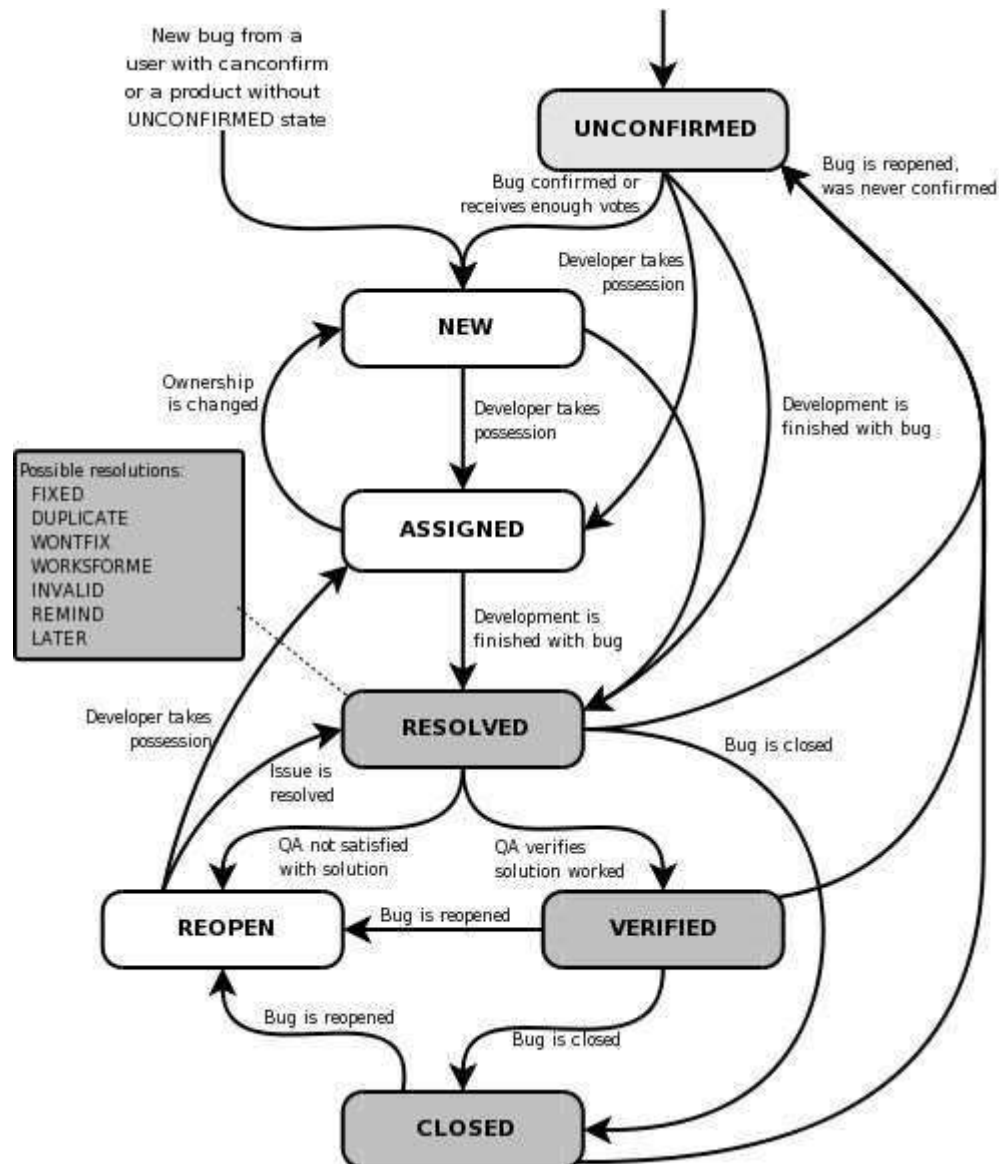 New bug from a
user with canconfirm
or a product without
UNCONFIRMED state
UNCONFIRMED
Bug is reopened,
was never confirmed
Bug confirmed or
receives enough votes
Developer takes
possession
NEW
Ownership
is changed
Developer takes
possession
Development is
finished with bug
Possible resolutions:
FIXED
DUPLICATE
WONTFIX
WORKSFORME
INVALID
REMIND
LATER
ASSIGNED
Development is
finished with bug
Developer takes
possession
RESOLVED
Bug is closed
Issue is
resolved
QA not satisfied
with solution
QA verifies
solution worked
REOPEN
Bug is reopened
VERIFIED
Bug is reopened
Bug is closed
CLOSED